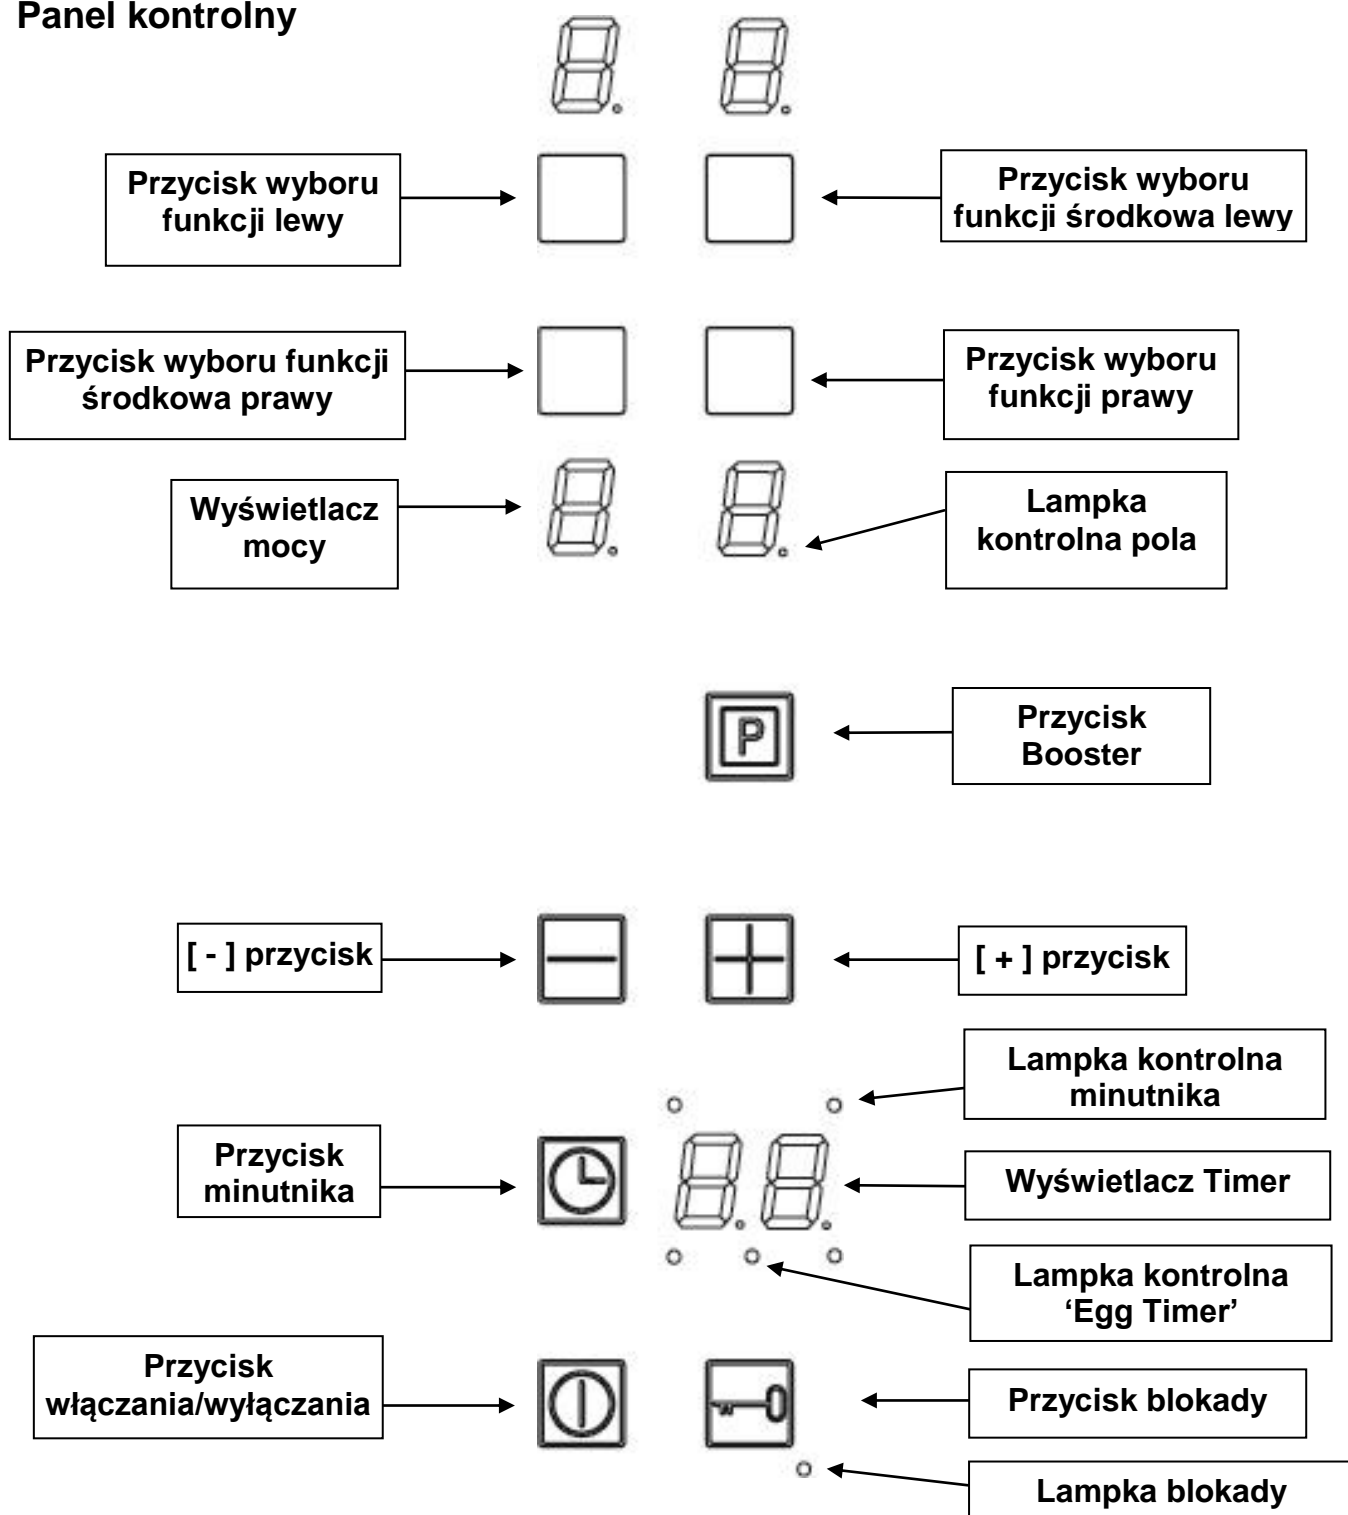 Panel kontrolny
Przycisk wyboru
funkcji lewy
Przycisk wyboru
funkcji środkowa lewy
Przycisk wyboru funkcji
środkowa prawy
Przycisk wyboru
funkcji prawy
Wyświetlacz
mocy
Lampka
kontrolna pola
P
Przycisk
Booster
[ - ] przycisk
[ + ] przycisk
Lampka kontrolna
minutnika
Przycisk
minutnika
Wyświetlacz Timer
Lampka kontrolna
‘Egg Timer’
Przycisk
włączania/wyłączania
Przycisk blokady
Lampka blokady